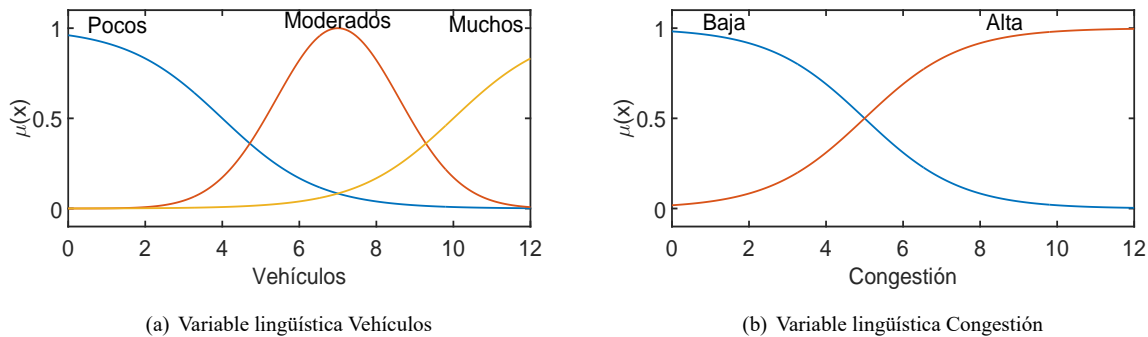 Pocos
Moderados
Muchos
1
0.5
0
μ(x)
0 2 4 6 8 10 12
Vehículos
(a) Variable lingüística Vehículos
Baja
Alta
1
0.5
0
μ(x)
0 2 4 6 8 10 12
Congestión
(b) Variable lingüística Congestión